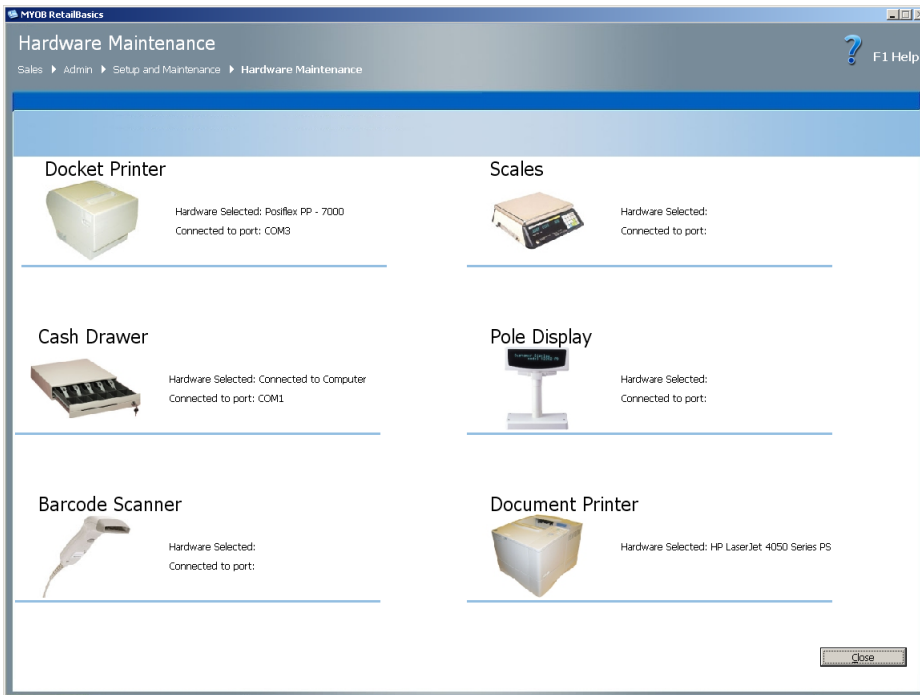 MYOB RetailBasics
Hardware Maintenance
Sales ▶ Admin ▶ Setup and Maintenance ▶ Hardware Maintenance
F1 Help
Docket Printer
Hardware Selected: Posiflex PP - 7000
Connected to port: COM3
Scales
Hardware Selected:
Connected to port:
Cash Drawer
Hardware Selected: Connected to Computer
Connected to port: COM1
Pole Display
Hardware Selected:
Connected to port:
Barcode Scanner
Hardware Selected:
Connected to port:
Document Printer
Hardware Selected: HP LaserJet 4050 Series PS
Close